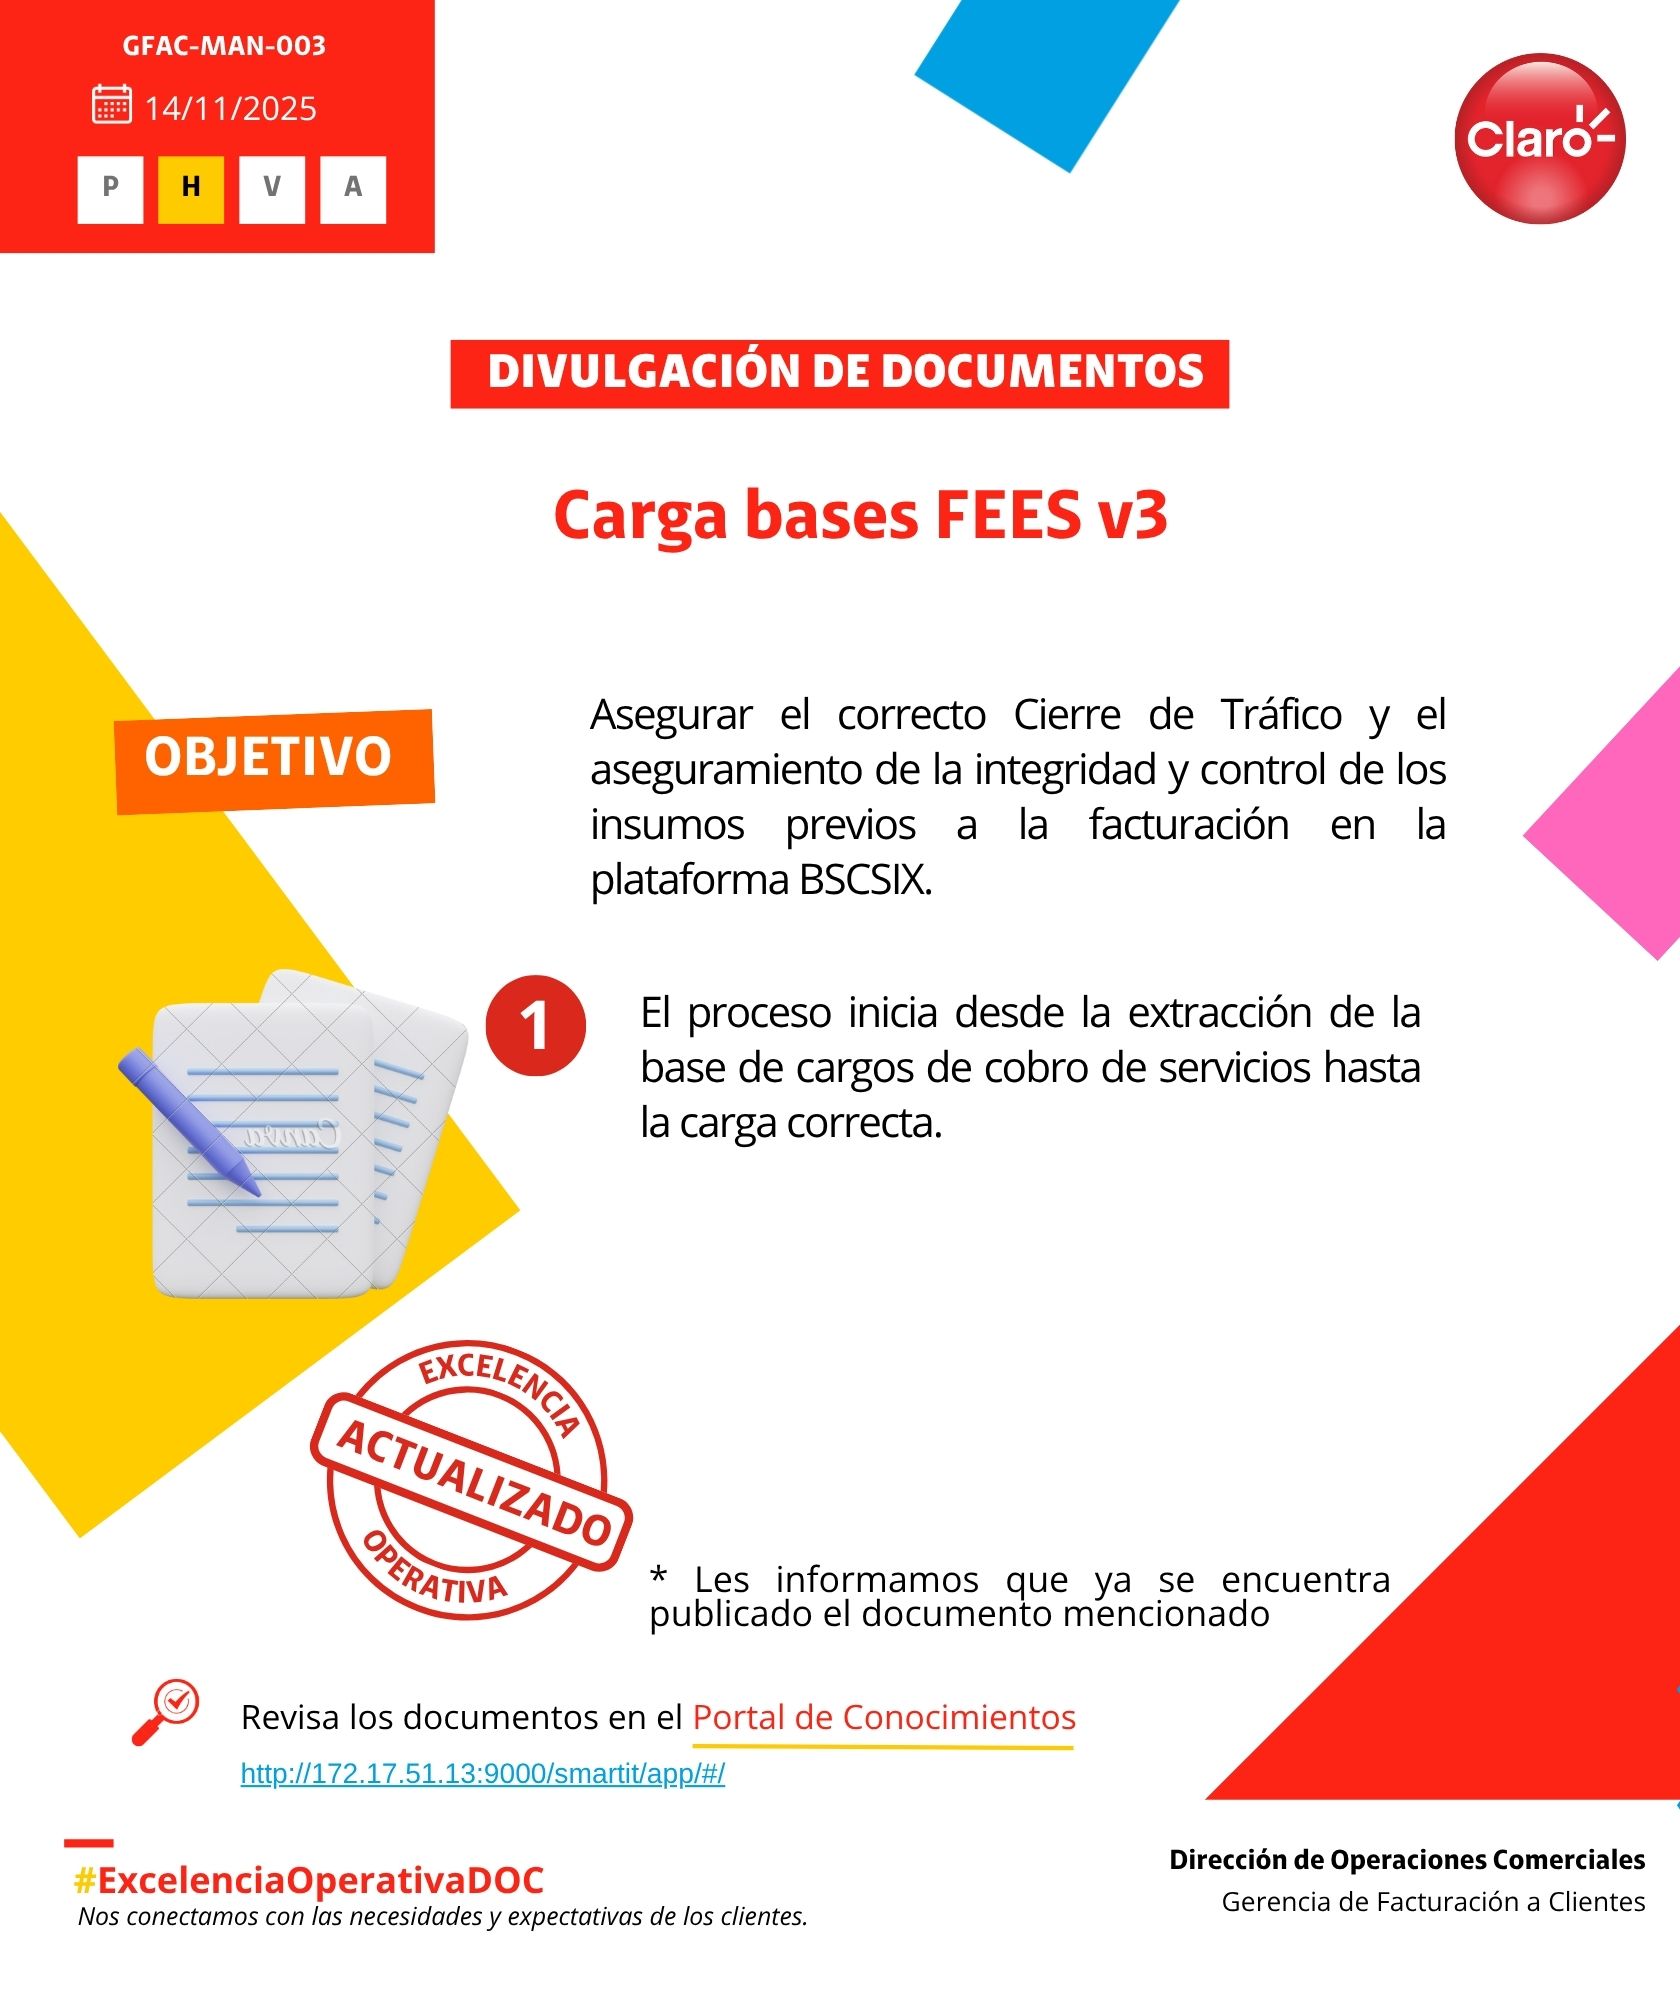 GFAC-MAN-003
14/11/2025
P H V A
Claro
DIVULGACIÓN DE DOCUMENTOS
Carga bases FEES v3
OBJETIVO
Asegurar el correcto Cierre de Tráfico y el
aseguramiento de la integridad y control de los
insumos previos a la facturación en la
plataforma BSCSIX.
1
El proceso inicia desde la extracción de la
base de cargos de cobro de servicios hasta
la carga correcta.
Canva
EXCELENCIA
ACTUALIZADO
OPERATIVA
* Les informamos que ya se encuentra
publicado el documento mencionado
Revisa los documentos en el Portal de Conocimientos
http://172.17.51.13:9000/smartit/app/#/
#ExcelenciaOperativaDOC
Nos conectamos con las necesidades y expectativas de los clientes.
Dirección de Operaciones Comerciales
Gerencia de Facturación a Clientes